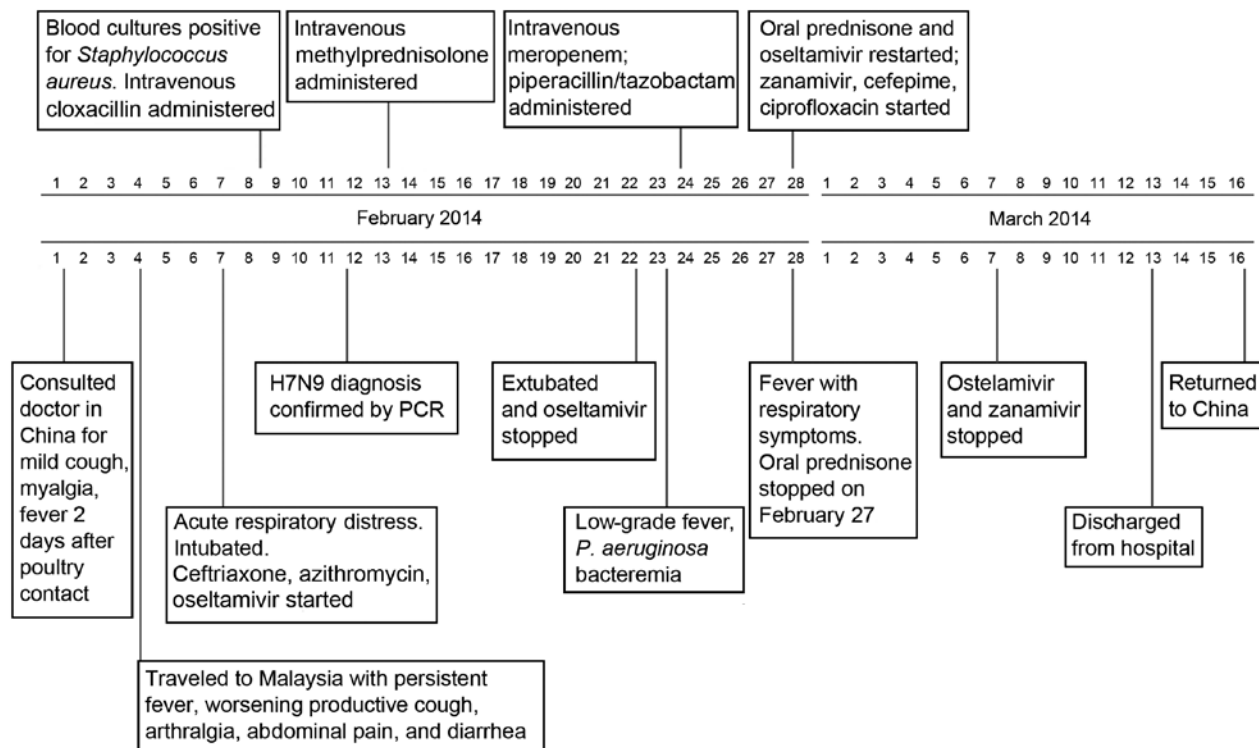 Blood cultures positive
for Staphylococcus
aureus. Intravenous
cloxacillin administered
Intravenous
methylprednisolone
administered
Intravenous
meropenem;
piperacillin/tazobactam
administered
Oral prednisone and
oseltamivir restarted;
zanamivir, cefepime,
ciprofloxacin started
1 2 3 4 5 6 7 8 9 10 11 12 13 14 15 16 17 18 19 20 21 22 23 24 25 26 27 28 1 2 3 4 5 6 7 8 9 10 11 12 13 14 15 16
February 2014 March 2014
1 2 3 4 5 6 7 8 9 10 11 12 13 14 15 16 17 18 19 20 21 22 23 24 25 26 27 28 1 2 3 4 5 6 7 8 9 10 11 12 13 14 15 16
Consulted
doctor in
China for
mild cough,
myalgia,
fever 2
days after
poultry
contact
H7N9 diagnosis
confirmed by PCR
Extubated
and oseltamivir
stopped
Fever with
respiratory
symptoms.
Oral prednisone
stopped on
February 27
Ostelamivir
and zanamivir
stopped
Returned
to China
Acute respiratory distress.
Intubated.
Ceftriaxone, azithromycin,
oseltamivir started
Low-grade fever,
P. aeruginosa
bacteremia
Discharged
from hospital
Traveled to Malaysia with persistent
fever, worsening productive cough,
arthralgia, abdominal pain, and diarrhea